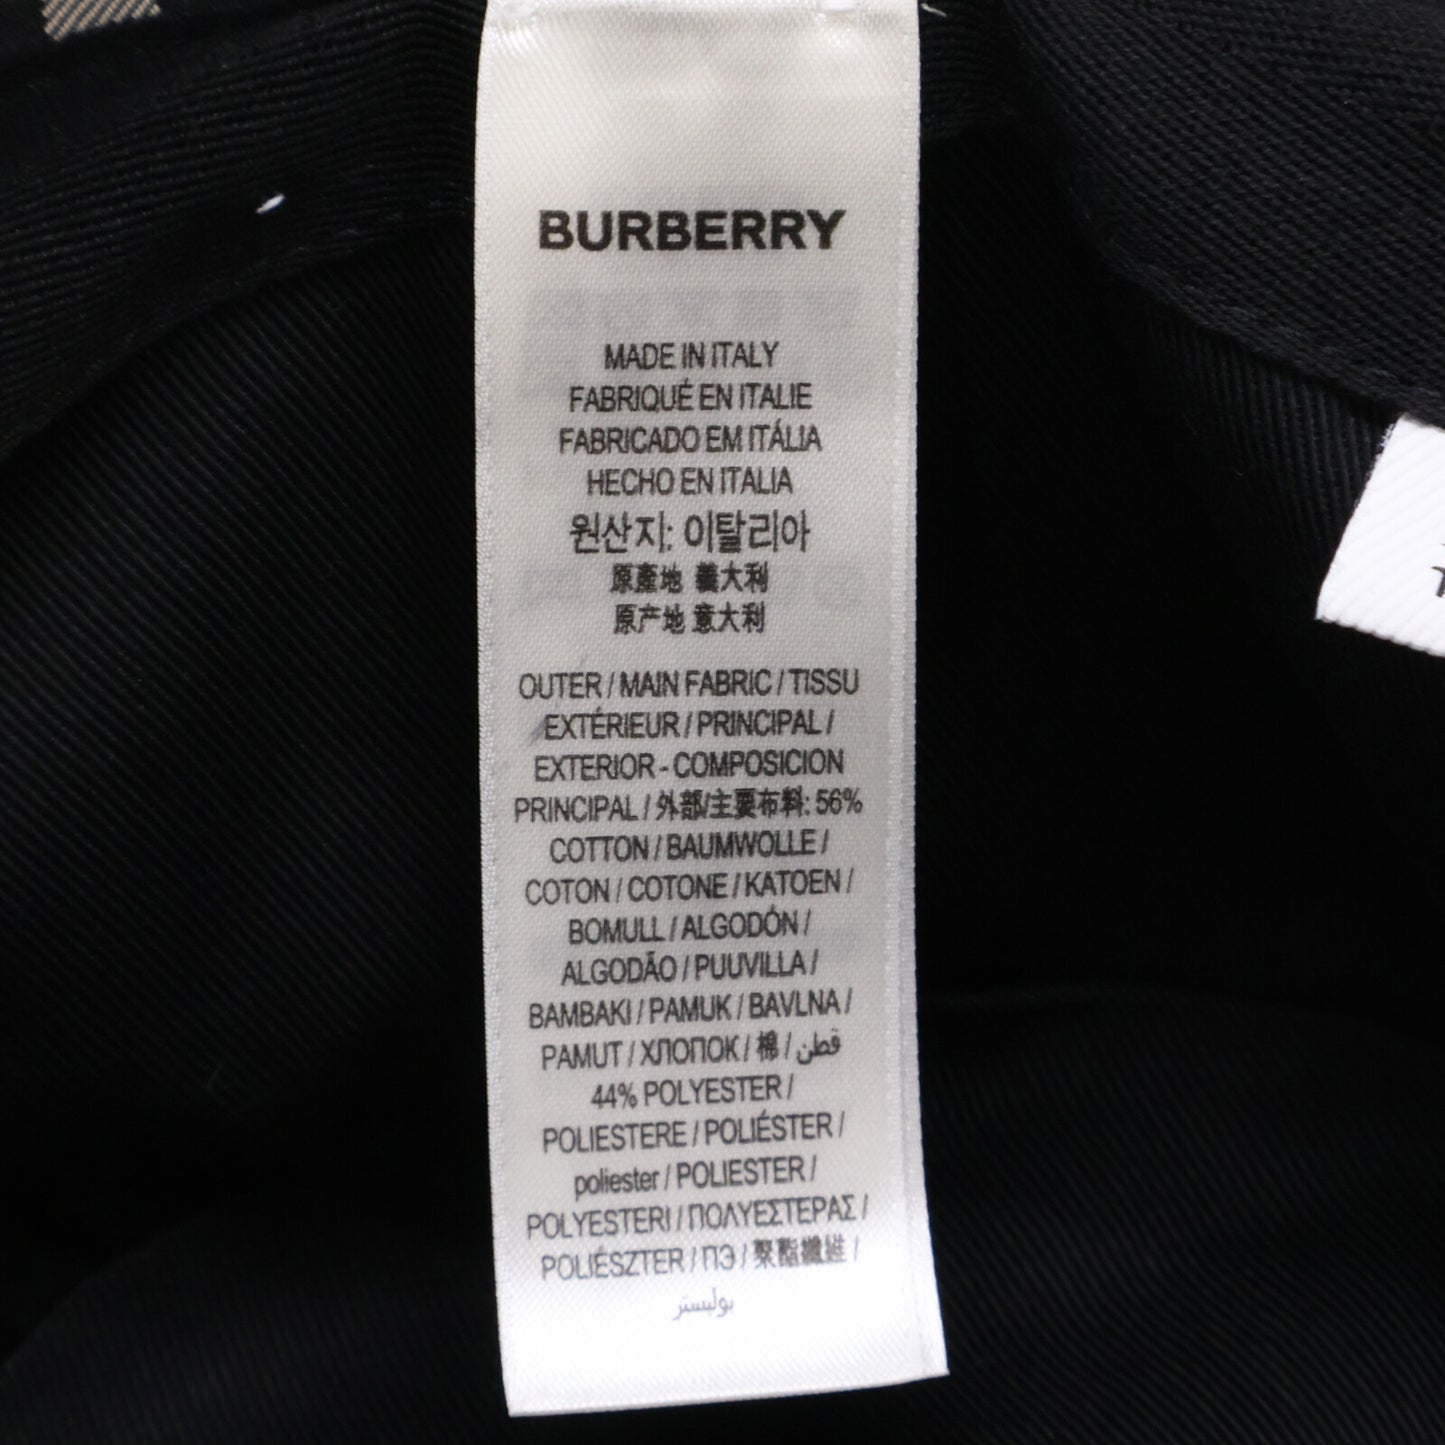 BURBERRY
MADE IN ITALY
FABRIQUÉ EN ITALIE
FABRICADO EM ITÁLIA
HECHO EN ITALIA
원산지: 이탈리아
原產地 義大利
原产地 意大利
OUTER / MAIN FABRIC / TISSU
EXTÉRIEUR / PRINCIPAL /
EXTERIOR - COMPOSICION
PRINCIPAL / 外部/主要布料: 56%
COTTON / BAUMWOLLE /
COTON / COTONE / KATOEN /
BOMULL / ALGODÓN /
ALGODÃO / PUUVILLA /
BAMBAKI / PAMUK / BAVLNA /
PAMUT / ХЛОПОК / 棉 / قطن
44% POLYESTER /
POLIESTERE / POLIÉSTER /
poliester / POLIESTER /
POLYESTERI / ΠΟΛΥΕΣΤΕΡΑΣ /
POLIÉSZTER / ПЭ / 聚酯纖維 /
بوليستر